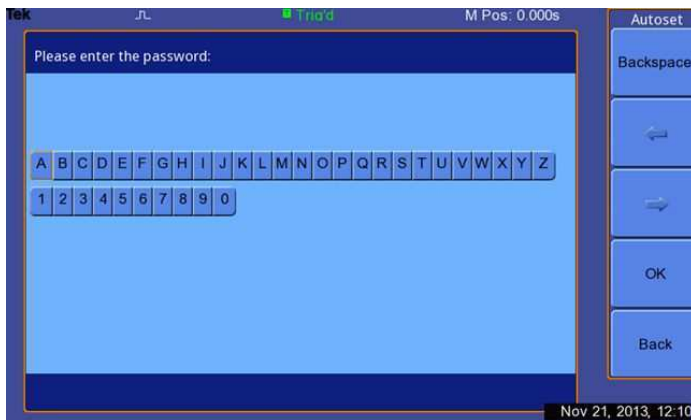 Tek Trig'd M Pos: 0.000s
Autoset
Please enter the password:
Backspace
A B C D E F G H I J K L M N O P Q R S T U V W X Y Z
1 2 3 4 5 6 7 8 9 0
OK
Back
Nov 21, 2013, 12:10